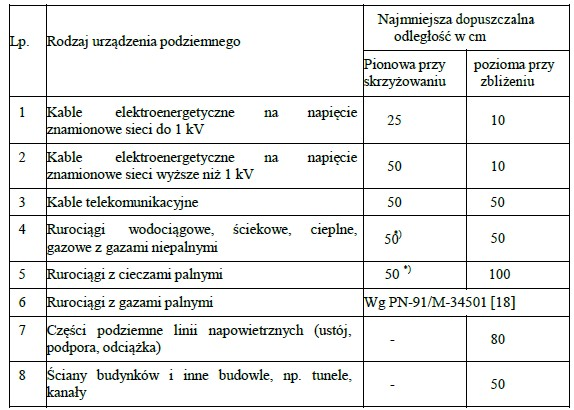 Lp. Rodzaj urządzenia podziemnego
Najmniejsza dopuszczalna
odległość w cm
Pionowa przy
skrzyżowaniu
pozioma przy
zbliżeniu
1 Kable elektroenergetyczne na napięcie
znamionowe sieci do 1 kV
25 10
2 Kable elektroenergetyczne na napięcie
znamionowe sieci wyższe niż 1 kV
50 10
3 Kable telekomunikacyjne 50 50
4 Rurociągi wodociągowe, ściekowe, cieplne,
gazowe z gazami niepalnymi
50*) 50
5 Rurociągi z cieczami palnymi 50 *) 100
6 Rurociągi z gazami palnymi Wg PN-91/M-34501 [18]
7 Części podziemne linii napowietrznych (ustój,
podpora, odciążka)
- 80
8 Ściany budynków i inne budowle, np. tunele,
kanały
- 50